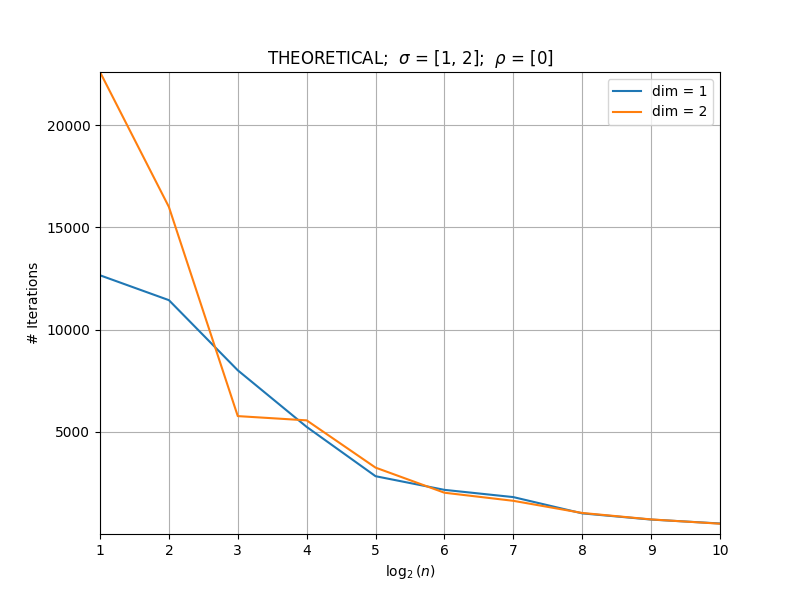 THEORETICAL;  σ = [1, 2];  ρ = [0]
dim = 1
dim = 2
20000
15000
10000
5000
# Iterations
1 2 3 4 5 6 7 8 9 10
log₂(n)